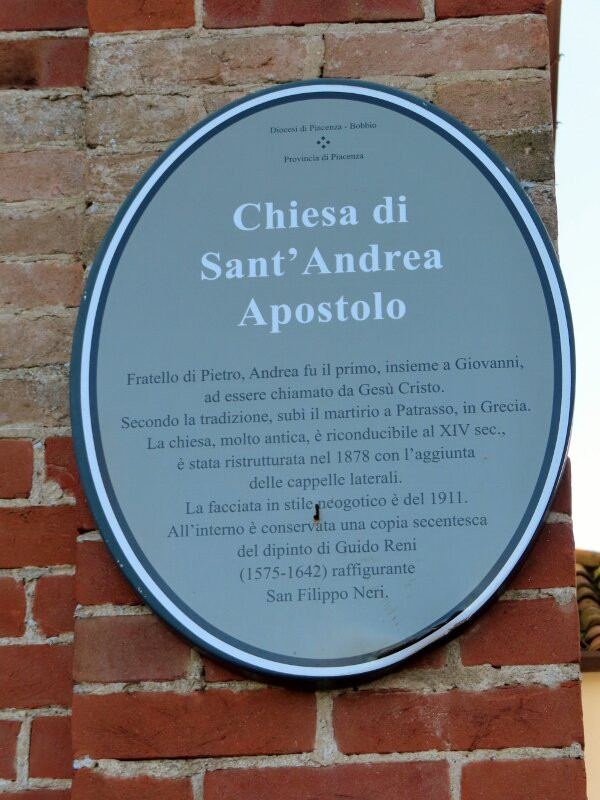 Diocesi di Piacenza - Bobbio
Provincia di Piacenza
Chiesa di
Sant'Andrea
Apostolo
Fratello di Pietro, Andrea fu il primo, insieme a Giovanni,
ad essere chiamato da Gesù Cristo.
Secondo la tradizione, subì il martirio a Patrasso, in Grecia.
La chiesa, molto antica, è riconducibile al XIV sec.,
è stata ristrutturata nel 1878 con l'aggiunta
delle cappelle laterali.
La facciata in stile neogotico è del 1911.
All'interno è conservata una copia secentesca
del dipinto di Guido Reni
(1575-1642) raffigurante
San Filippo Neri.